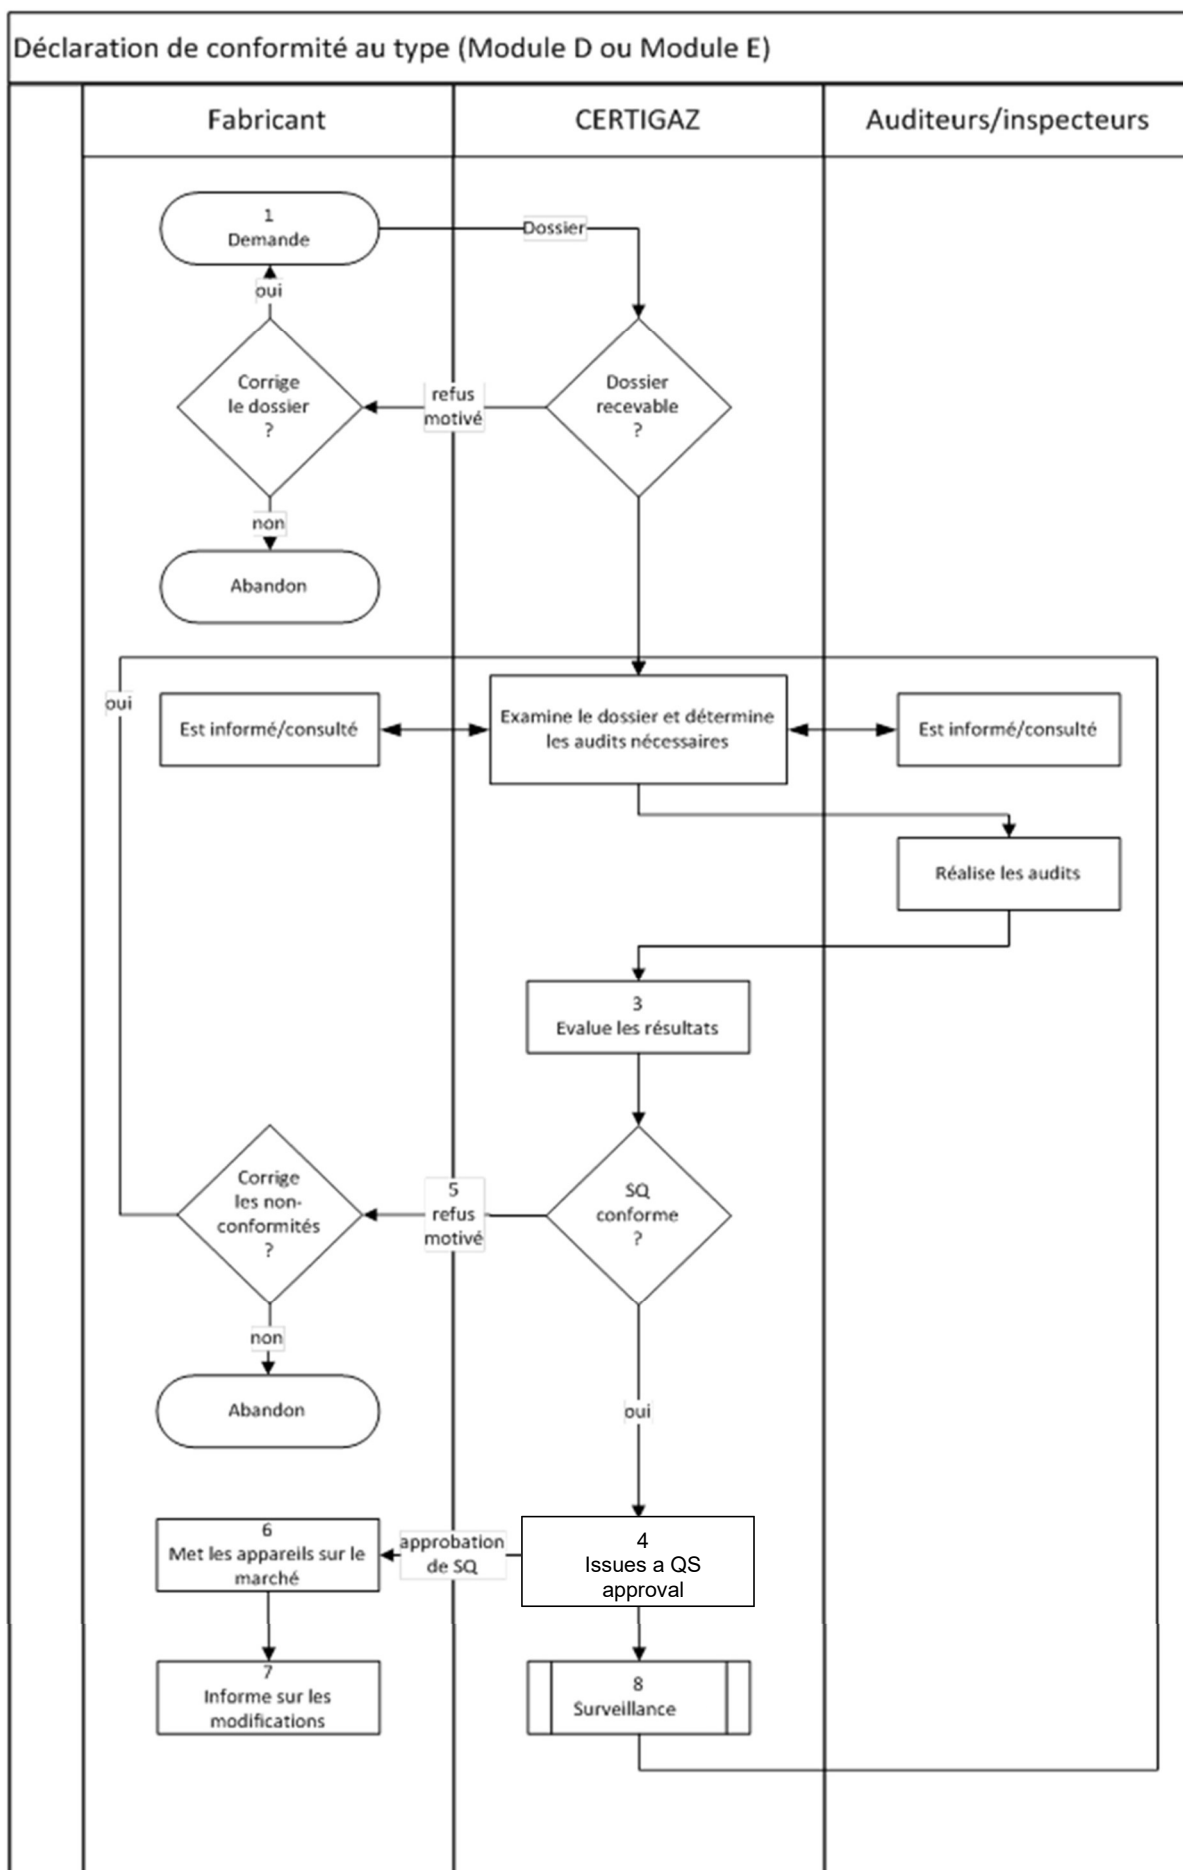 Déclaration de conformité au type (Module D ou Module E)
Fabricant
CERTIGAZ
Auditeurs/inspecteurs
1
Demande
Dossier
oui
Corrige
le dossier
?
refus
motivé
Dossier
recevable
?
non
Abandon
oui
Est informé/consulté
Examine le dossier et détermine
les audits nécessaires
Est informé/consulté
Réalise les audits
3
Evalue les résultats
Corrige
les non-
conformités
?
5
refus
motivé
SQ
conforme
?
non
Abandon
oui
6
Met les appareils sur le
marché
approbation
de SQ
4
Issues a QS
approval
7
Informe sur les
modifications
8
Surveillance